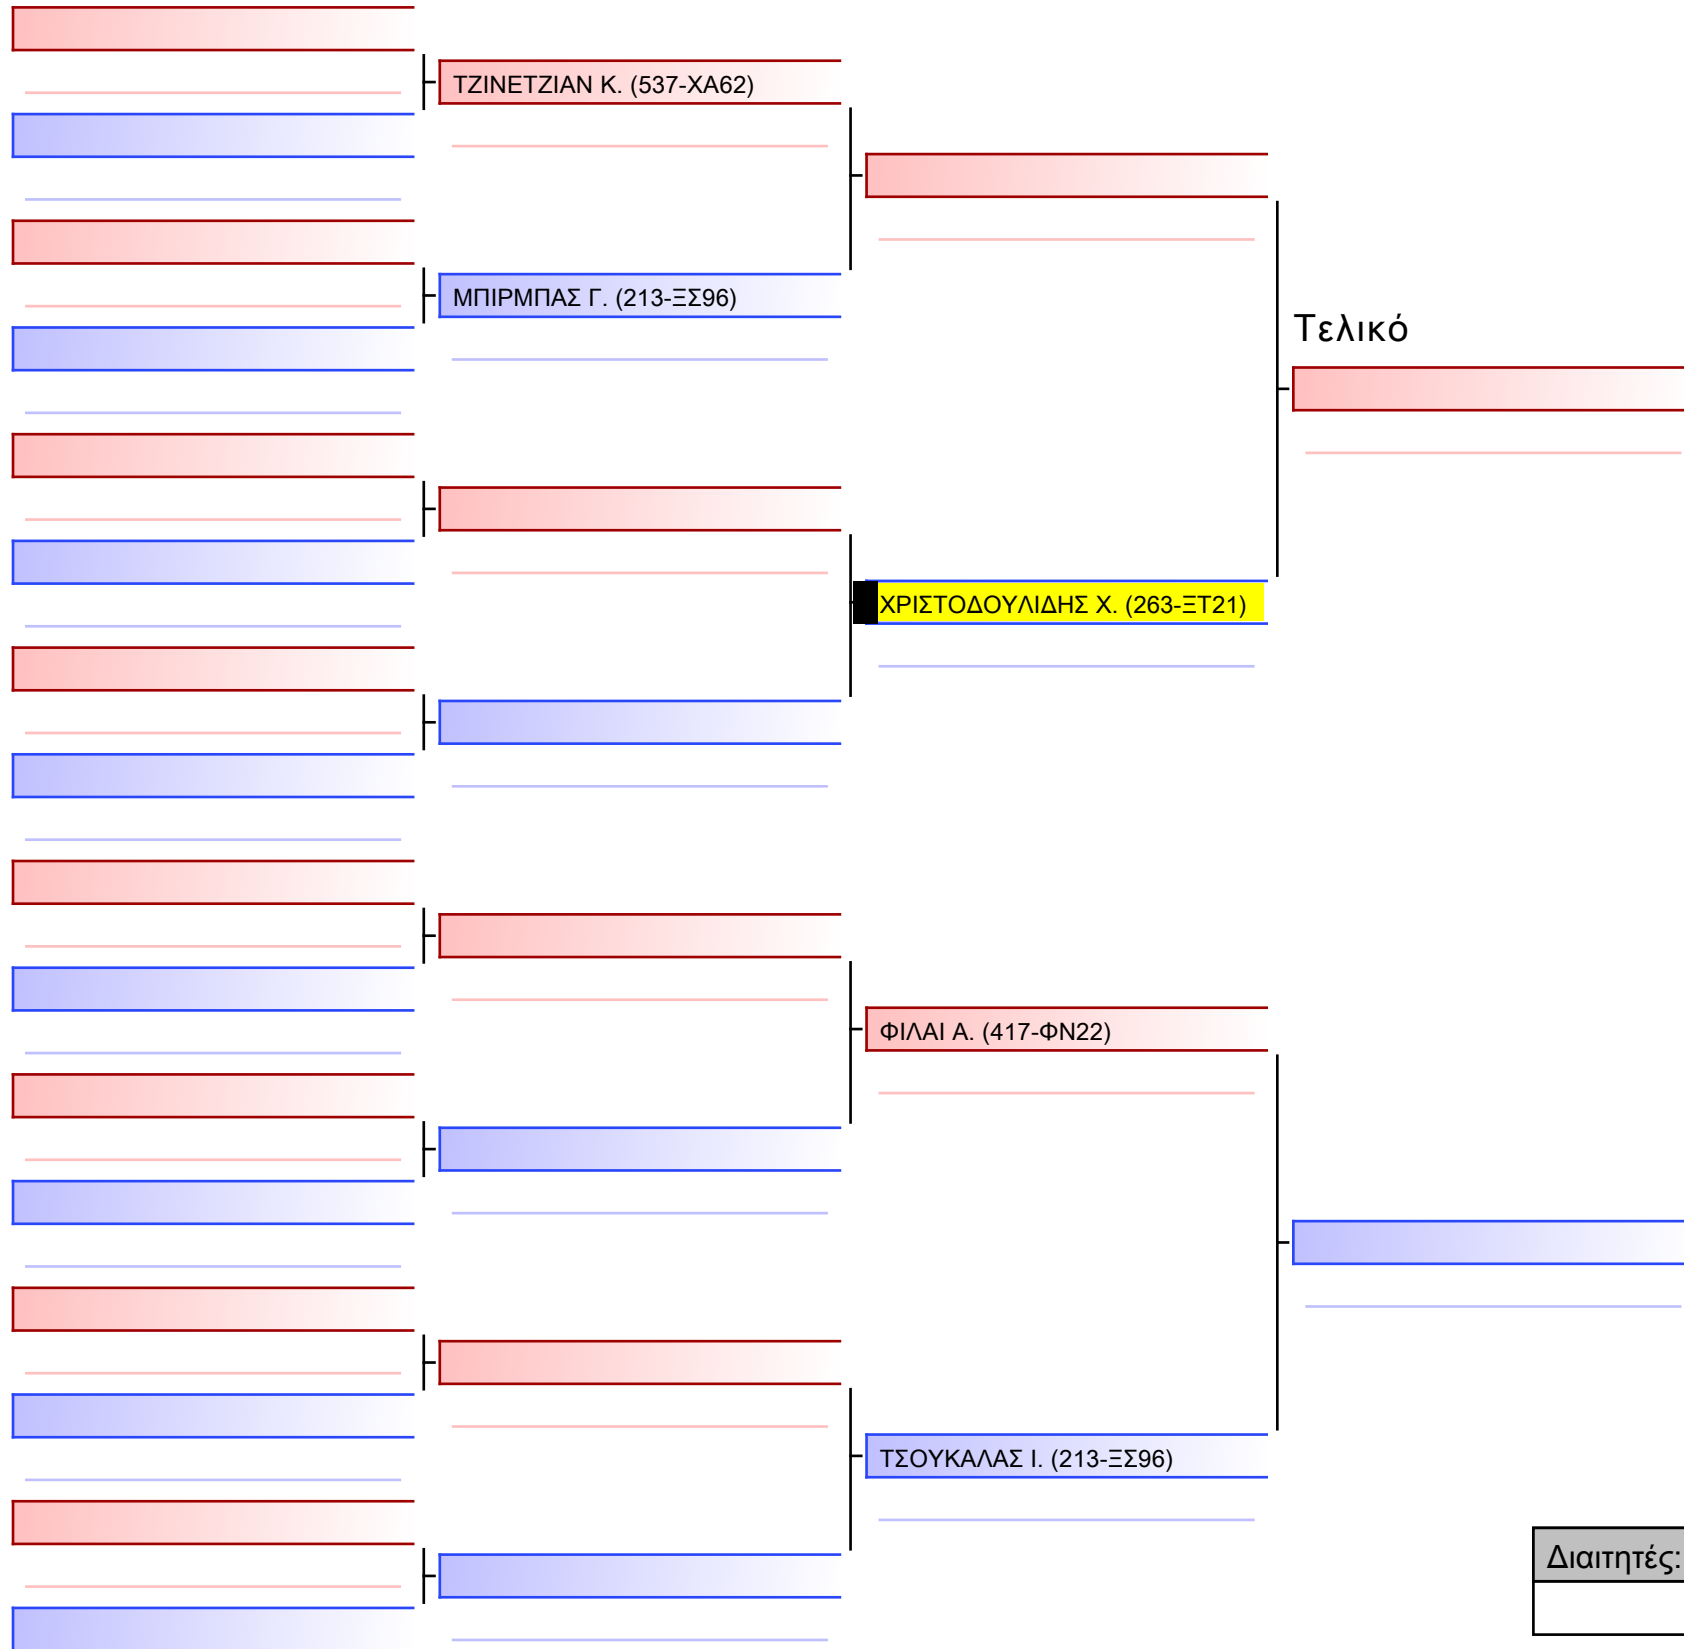 ΤΖΙΝΕΤΖΙΑΝ Κ. (537-ΧΑ62)
ΜΠΙΡΜΠΑΣ Γ. (213-ΞΣ96)
Τελικό
ΧΡΙΣΤΟΔΟΥΛΙΔΗΣ Χ. (263-ΞΤ21)
ΦΙΛΑΙ Α. (417-ΦΝ22)
ΤΣΟΥΚΑΛΑΣ Ι. (213-ΞΣ96)
Διαιτητές: